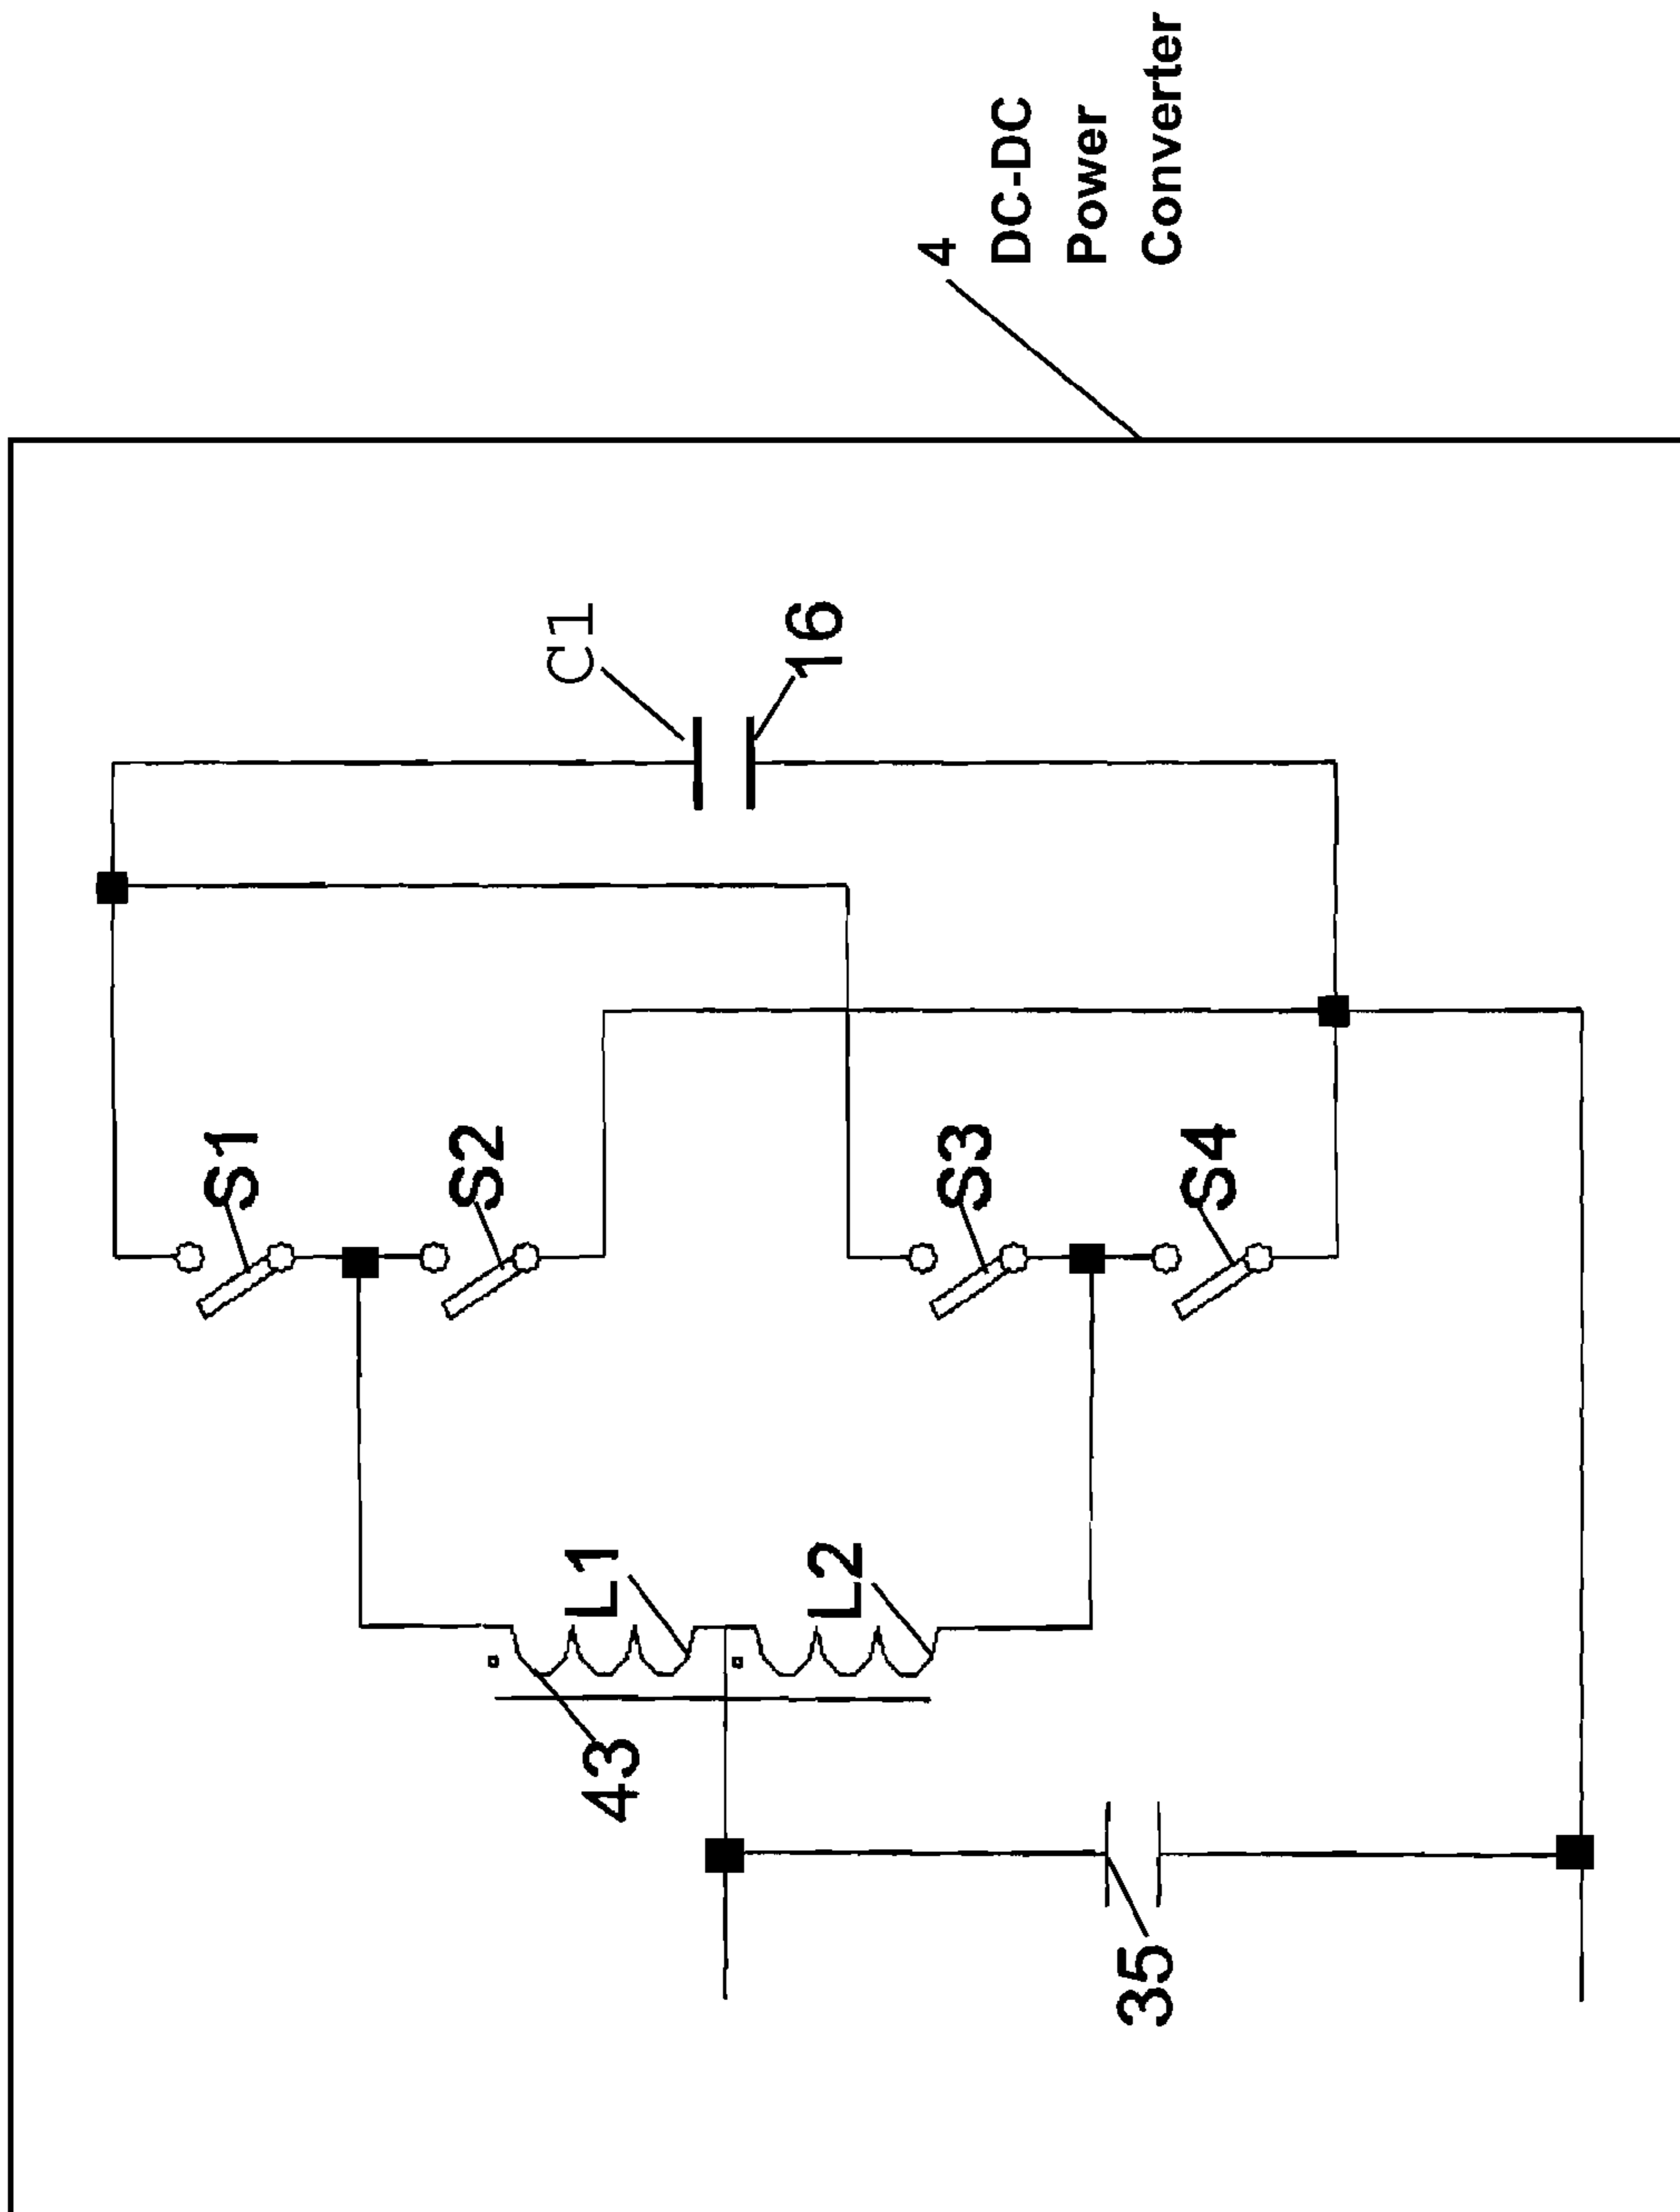 4
DC-DC
Power
Converter
C1
16
S1
S2
S3
S4
L1
L2
43
35